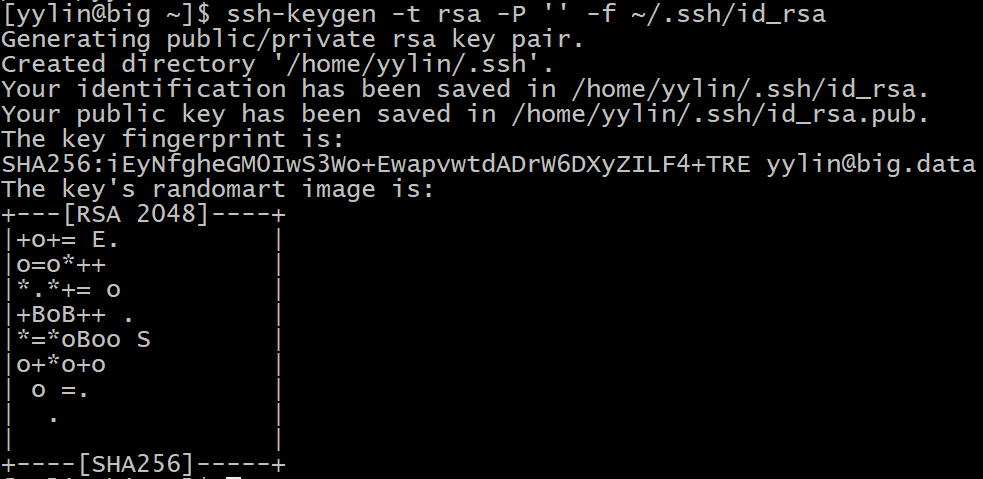 [yylin@big ~]$ ssh-keygen -t rsa -P '' -f ~/.ssh/id_rsa
Generating public/private rsa key pair.
Created directory '/home/yylin/.ssh'.
Your identification has been saved in /home/yylin/.ssh/id_rsa.
Your public key has been saved in /home/yylin/.ssh/id_rsa.pub.
The key fingerprint is:
SHA256:iEyNfgheGM0IwS3Wo+EwapvwtdADrW6DXyZILF4+TRE yylin@big.data
The key's randomart image is:
+---[RSA 2048]----+
|+o+= E.          |
|o=o*++           |
|*.*+= o          |
|+BoB++ .         |
|*=*oBoo S        |
|o+*o+o           |
| o =.            |
|  .              |
|                 |
+----[SHA256]-----+